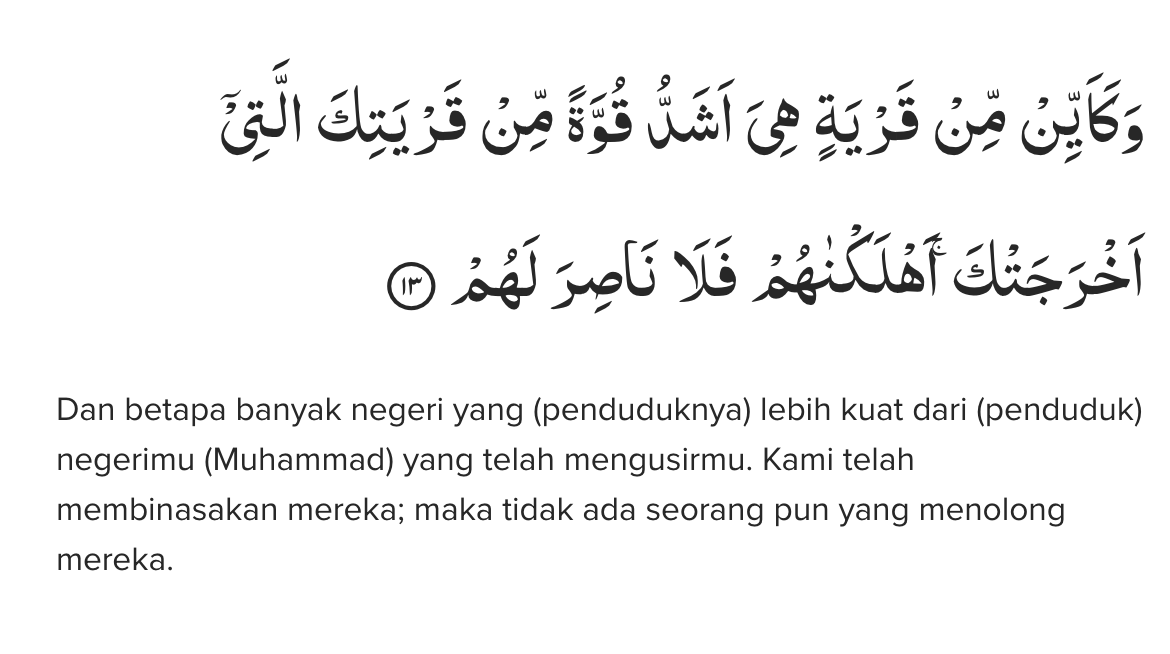 وَكَاَيِّنْ مِّنْ قَرْيَةٍ هِيَ اَشَدُّ قُوَّةً مِّنْ قَرْيَتِكَ الَّتِيْٓ
اَخْرَجَتْكَۚ اَهْلَكْنٰهُمْ فَلَا نَاصِرَ لَهُمْ ١٣
Dan betapa banyak negeri yang (penduduknya) lebih kuat dari (penduduk)
negerimu (Muhammad) yang telah mengusirmu. Kami telah
membinasakan mereka; maka tidak ada seorang pun yang menolong
mereka.